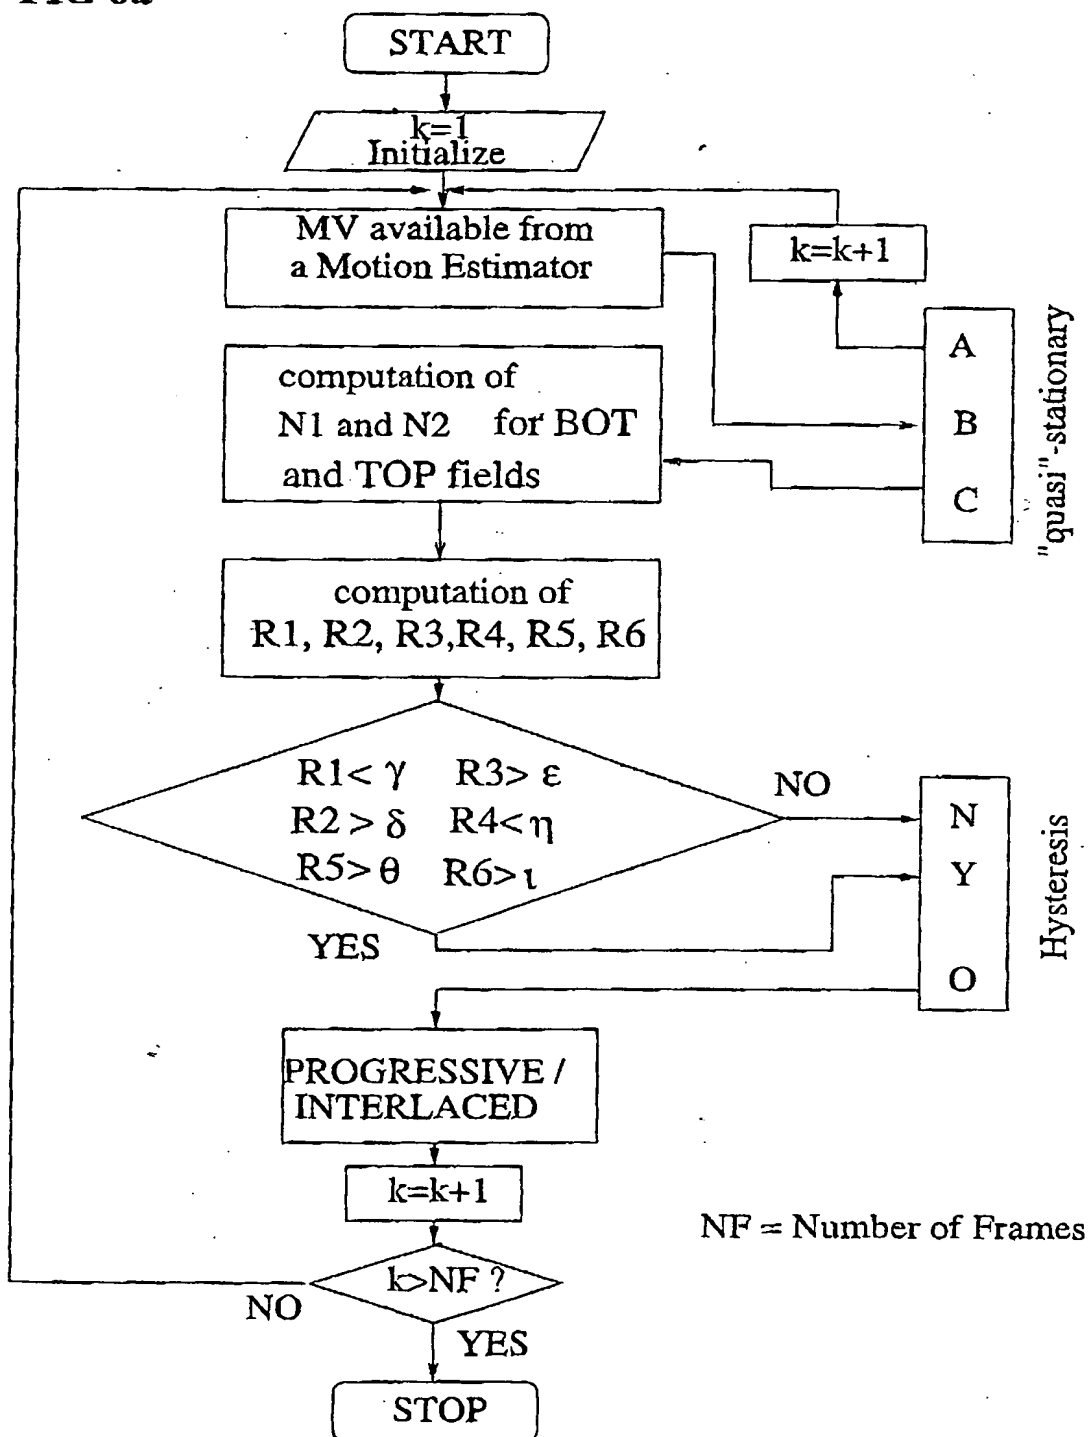 START
k=1
Initialize
MV available from
a Motion Estimator
k=k+1
A
B
C
"quasi"-stationary
computation of
N1 and N2 for BOT
and TOP fields
computation of
R1, R2, R3,R4, R5, R6
R1< γ R3> ε
R2 > δ R4< η
R5> θ R6> ι
NO
YES
N
Y
O
Hysteresis
PROGRESSIVE /
INTERLACED
k=k+1
NF = Number of Frames
k>NF ?
NO
YES
STOP